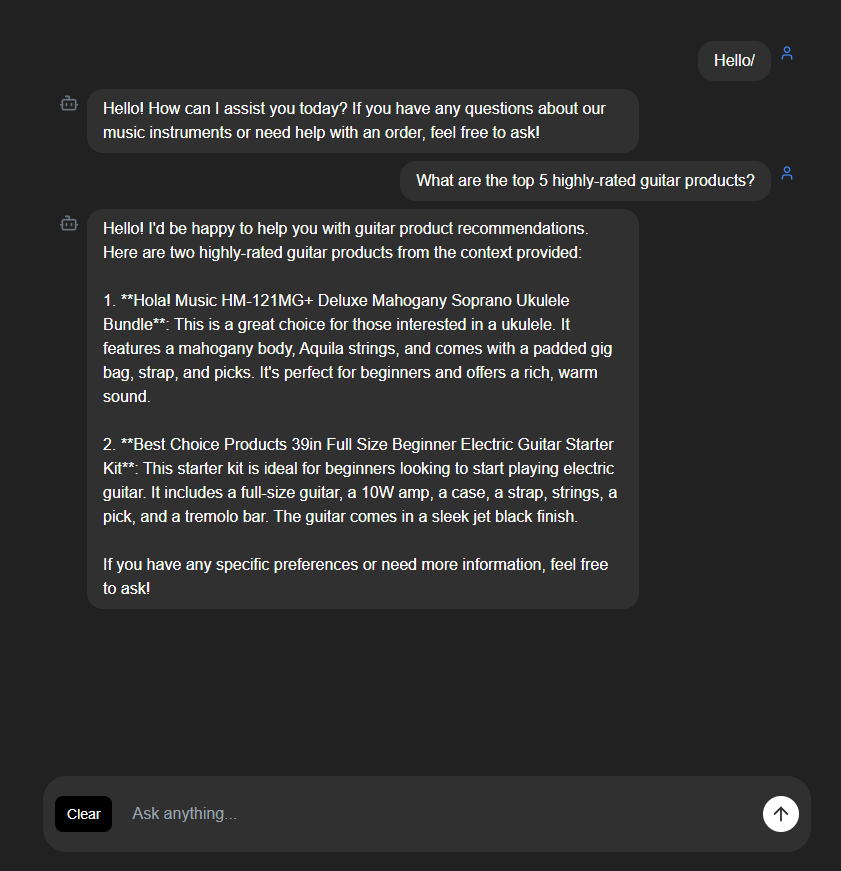 Hello/
Hello! How can I assist you today? If you have any questions about our
music instruments or need help with an order, feel free to ask!
What are the top 5 highly-rated guitar products?
Hello! I'd be happy to help you with guitar product recommendations.
Here are two highly-rated guitar products from the context provided:
1. **Hola! Music HM-121MG+ Deluxe Mahogany Soprano Ukulele
Bundle**: This is a great choice for those interested in a ukulele. It
features a mahogany body, Aquila strings, and comes with a padded gig
bag, strap, and picks. It's perfect for beginners and offers a rich, warm
sound.
2. **Best Choice Products 39in Full Size Beginner Electric Guitar Starter
Kit**: This starter kit is ideal for beginners looking to start playing electric
guitar. It includes a full-size guitar, a 10W amp, a case, a strap, strings, a
pick, and a tremolo bar. The guitar comes in a sleek jet black finish.
If you have any specific preferences or need more information, feel free
to ask!
Clear Ask anything...